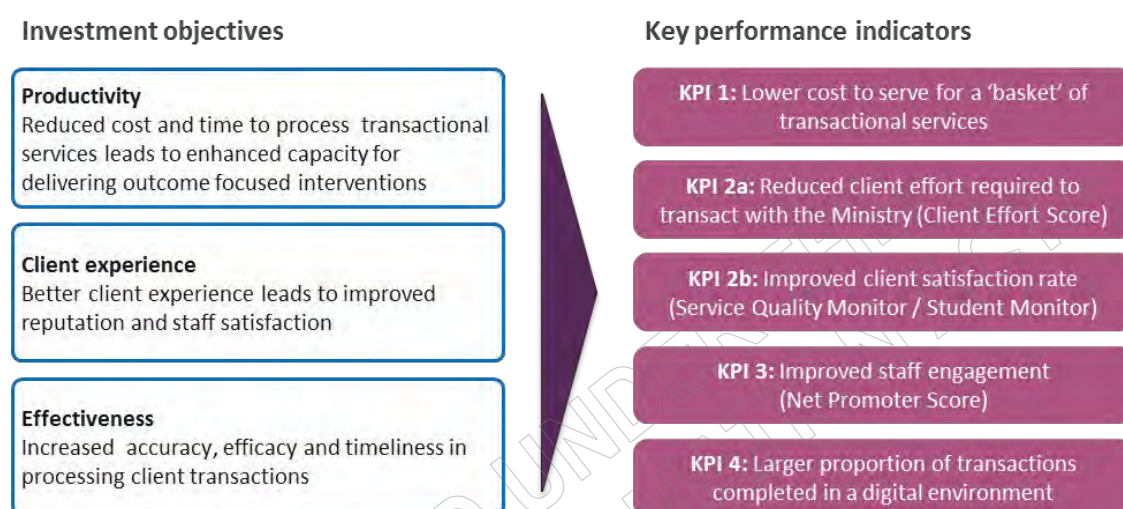 Investment objectives
Productivity
Reduced cost and time to process transactional
services leads to enhanced capacity for
delivering outcome focused interventions
Client experience
Better client experience leads to improved
reputation and staff satisfaction
Effectiveness
Increased accuracy, efficacy and timeliness in
processing client transactions
Key performance indicators
KPI 1: Lower cost to serve for a ‘basket’ of
transactional services
KPI 2a: Reduced client effort required to
transact with the Ministry (Client Effort Score)
KPI 2b: Improved client satisfaction rate
(Service Quality Monitor / Student Monitor)
KPI 3: Improved staff engagement
(Net Promoter Score)
KPI 4: Larger proportion of transactions
completed in a digital environment